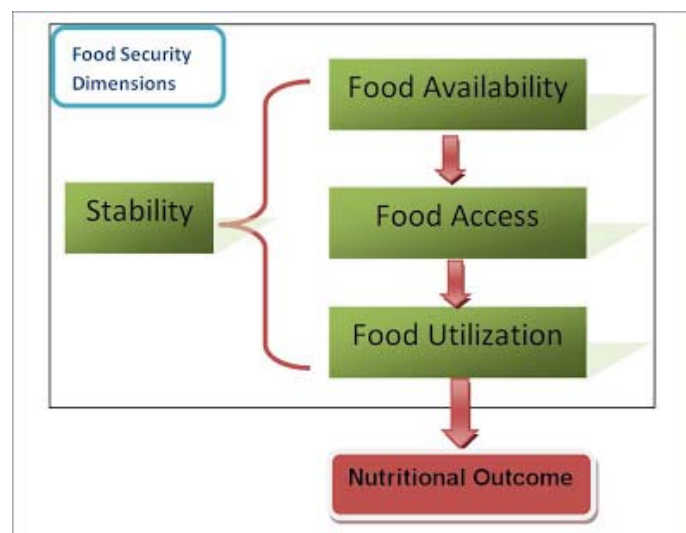 Food Security
Dimensions
Food Availability
Stability
Food Access
Food Utilization
Nutritional Outcome